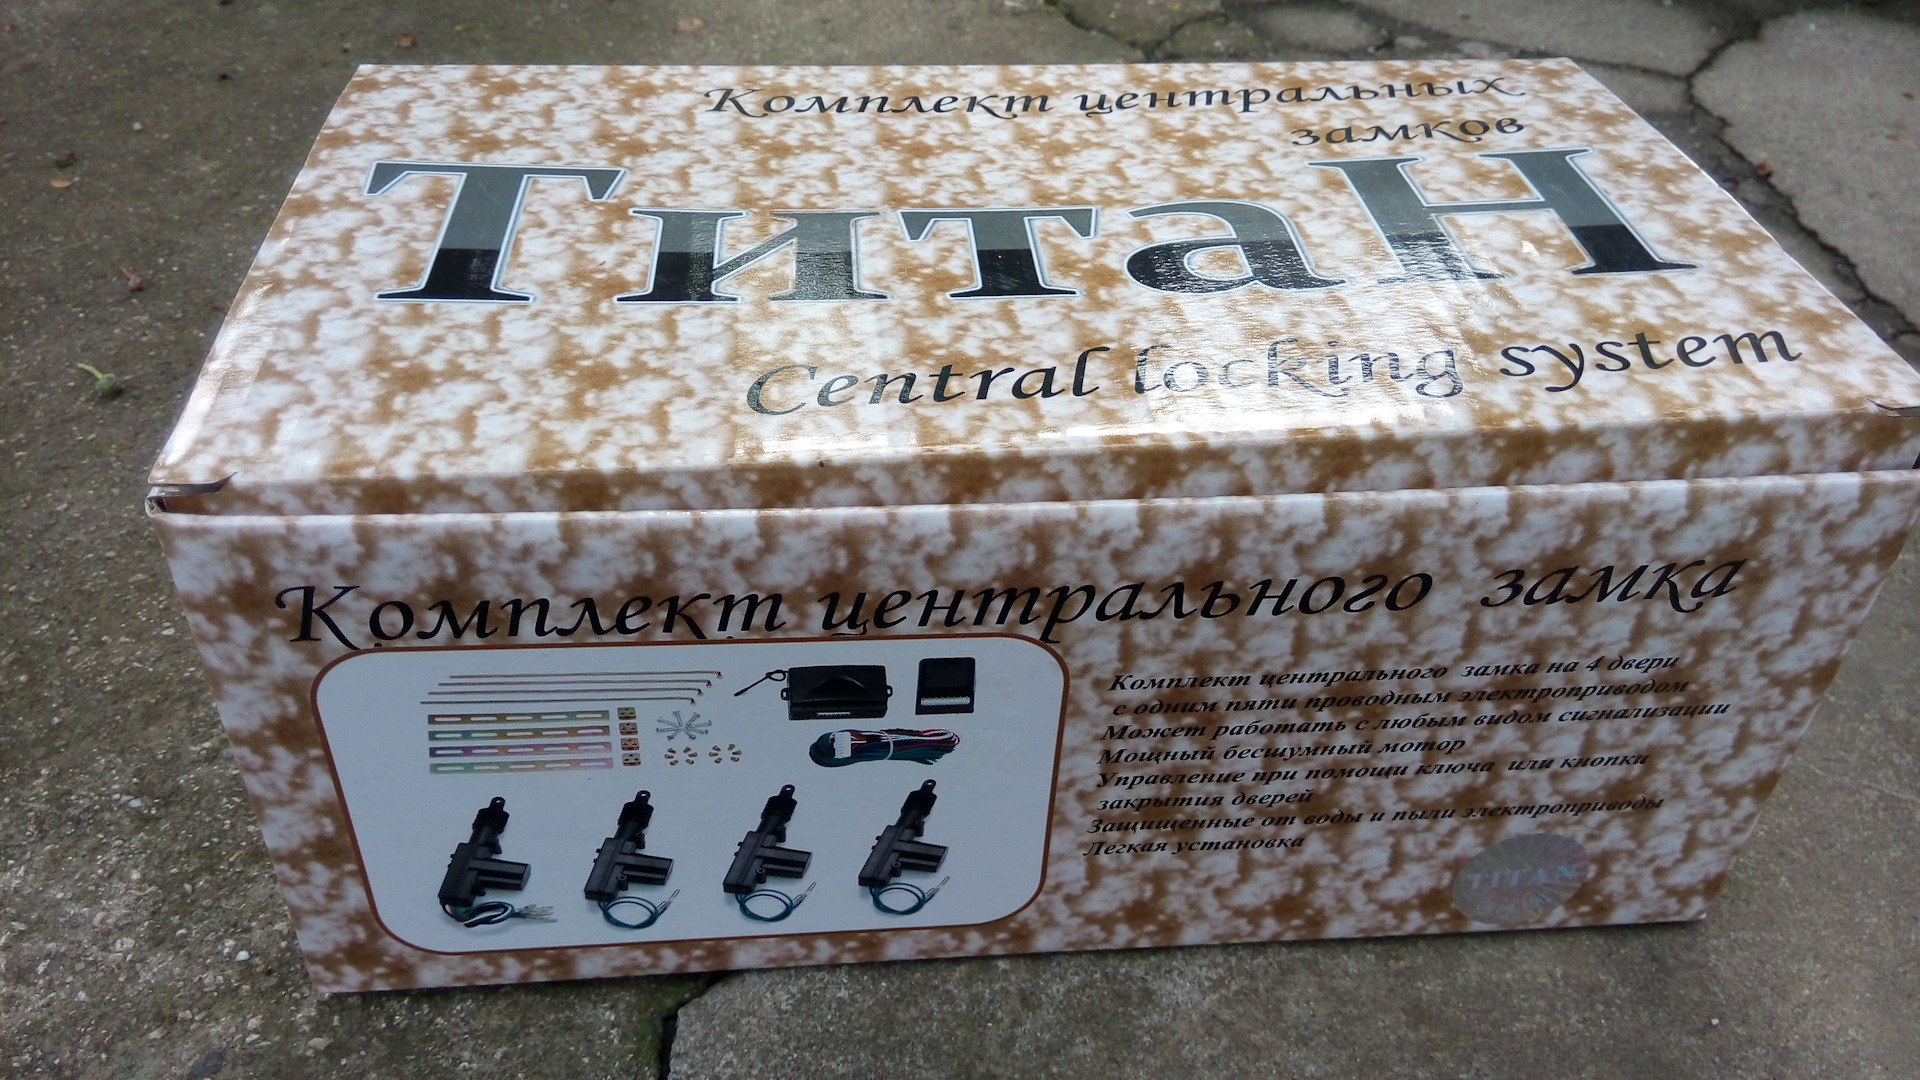 Комплект центральных
замков
ТитаН
Central locking system
Комплект центрального замка
Комплект центрального замка на 4 двери
с одним пяти проводным электроприводом
Может работать с любым видом сигнализации
Мощный бесшумный мотор
Управление при помощи ключа или кнопки
закрытия дверей
Защищенные от воды и пыли электроприводы
Легкая установка
TITAN